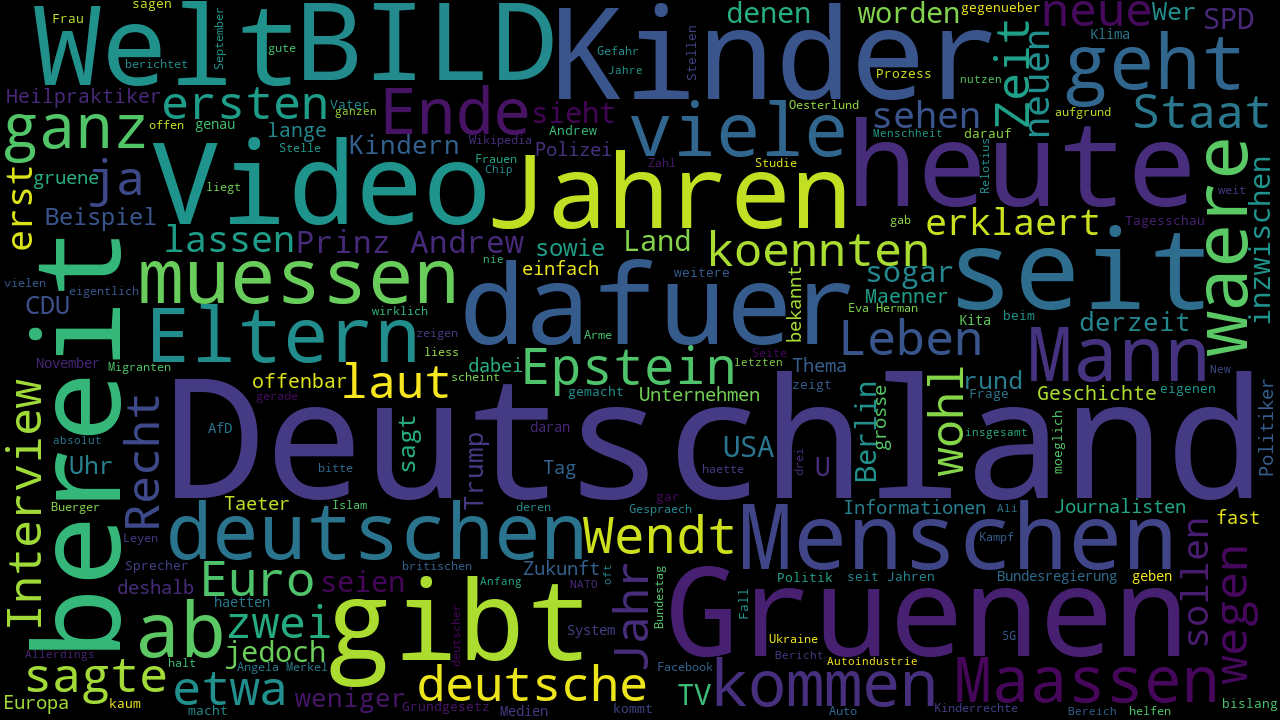 sagen
Frau
Welt
BILD
Kinder
denen
worden
gegenueber
neue
Wer
SPD
September
gute
berichtet
Gefahr
Jahre
Stellen
Prozess
nutzen
Klima
geht
Zeit
neuen
Heilpraktiker
ersten
Vater
ganzen
Ende
sieht
viele
Oesterlund
sehen
aufgrund
Staat
ganz
offen
genau
lange
Stelle
Kindern
Wikipedia
Andrew
Polizei
Menschheit
darauf
erst
gruene
ja
Video
liegt
Frauen
Chip
Jahren
Zahl
Studie
heute
Relotius
weit
waere
inzwischen
Beispiel
lassen
Prinz Andrew
sowie
Land
koennten
gab
erklaert
Tagesschau
bereit
vielen
eigentlich
muessen
nie
einfach
dafuer
weitere
bekannt
sogar
Maenner
Eva Herman
seit
CDU
wirklich
zeigen
Arme
Kita
beim
derzeit
November
Migranten
Eltern
liess
scheint
dabei
Epstein
Seite
letzten
Thema
Leben
Mann
New
offenbar
gerade
laut
gemacht
Unternehmen
zeigt
rund
Frage
Geschichte
eigenen
Interview
absolut
Recht
Deutschland
AfD
sagt
Trump
daran
USA
drei
U
Berlin
grosse
wohl
insgesamt
moeglich
Politiker
Uhr
bitte
Tag
haette
Buerger
Taeter
Islam
deren
gar
Gespraech
Informationen
Ali
Journalisten
fast
Leyen
deutschen
Wendt
Menschen
Kampf
Sprecher
deshalb
haetten
Euro
seien
britischen
Anfang
Zukunft
NATO
oft
Jahr
Bundestag
Politik
seit Jahren
Bundesregierung
geben
sollen
wegen
ab
zwei
gibt
System
Gruenen
Fall
Ukraine
5G
Allerdings
halt
jedoch
Angela Merkel
deutscher
Facebook
Bericht
Autoindustrie
sagte
etwa
weniger
deutsche
TV
kommen
Maassen
Europa
kaum
macht
Grundgesetz
Medien
kommt
Auto
Kinderrechte
Bereich
helfen
bislang